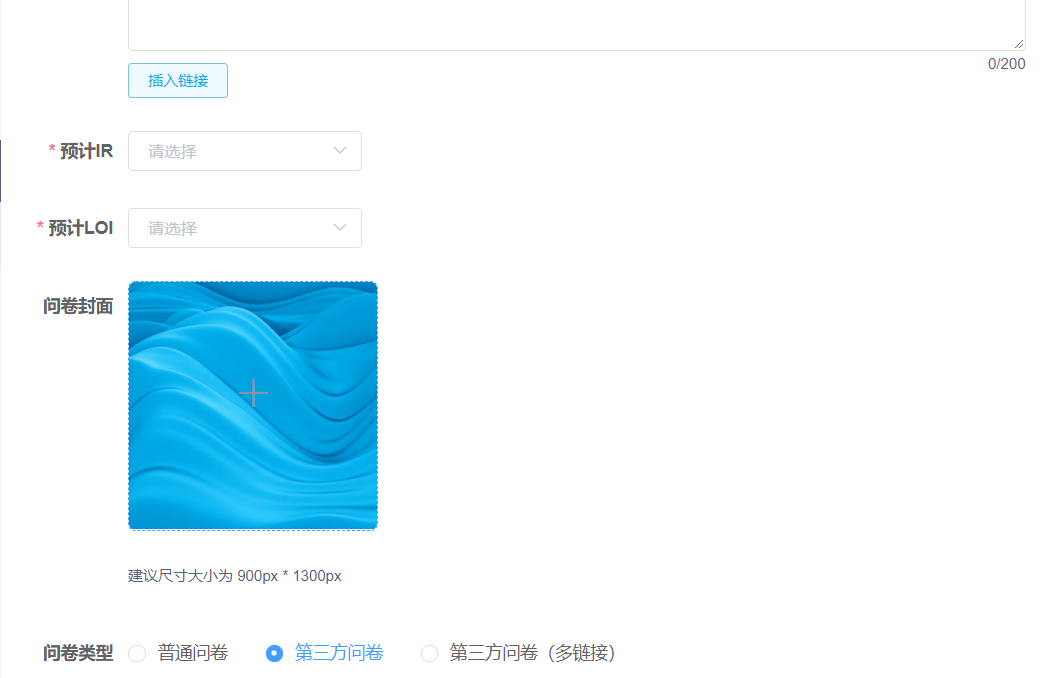 0/200
插入链接
* 预计IR 请选择
* 预计LOI 请选择
问卷封面
建议尺寸大小为 900px * 1300px
问卷类型 普通问卷 第三方问卷 第三方问卷（多链接）